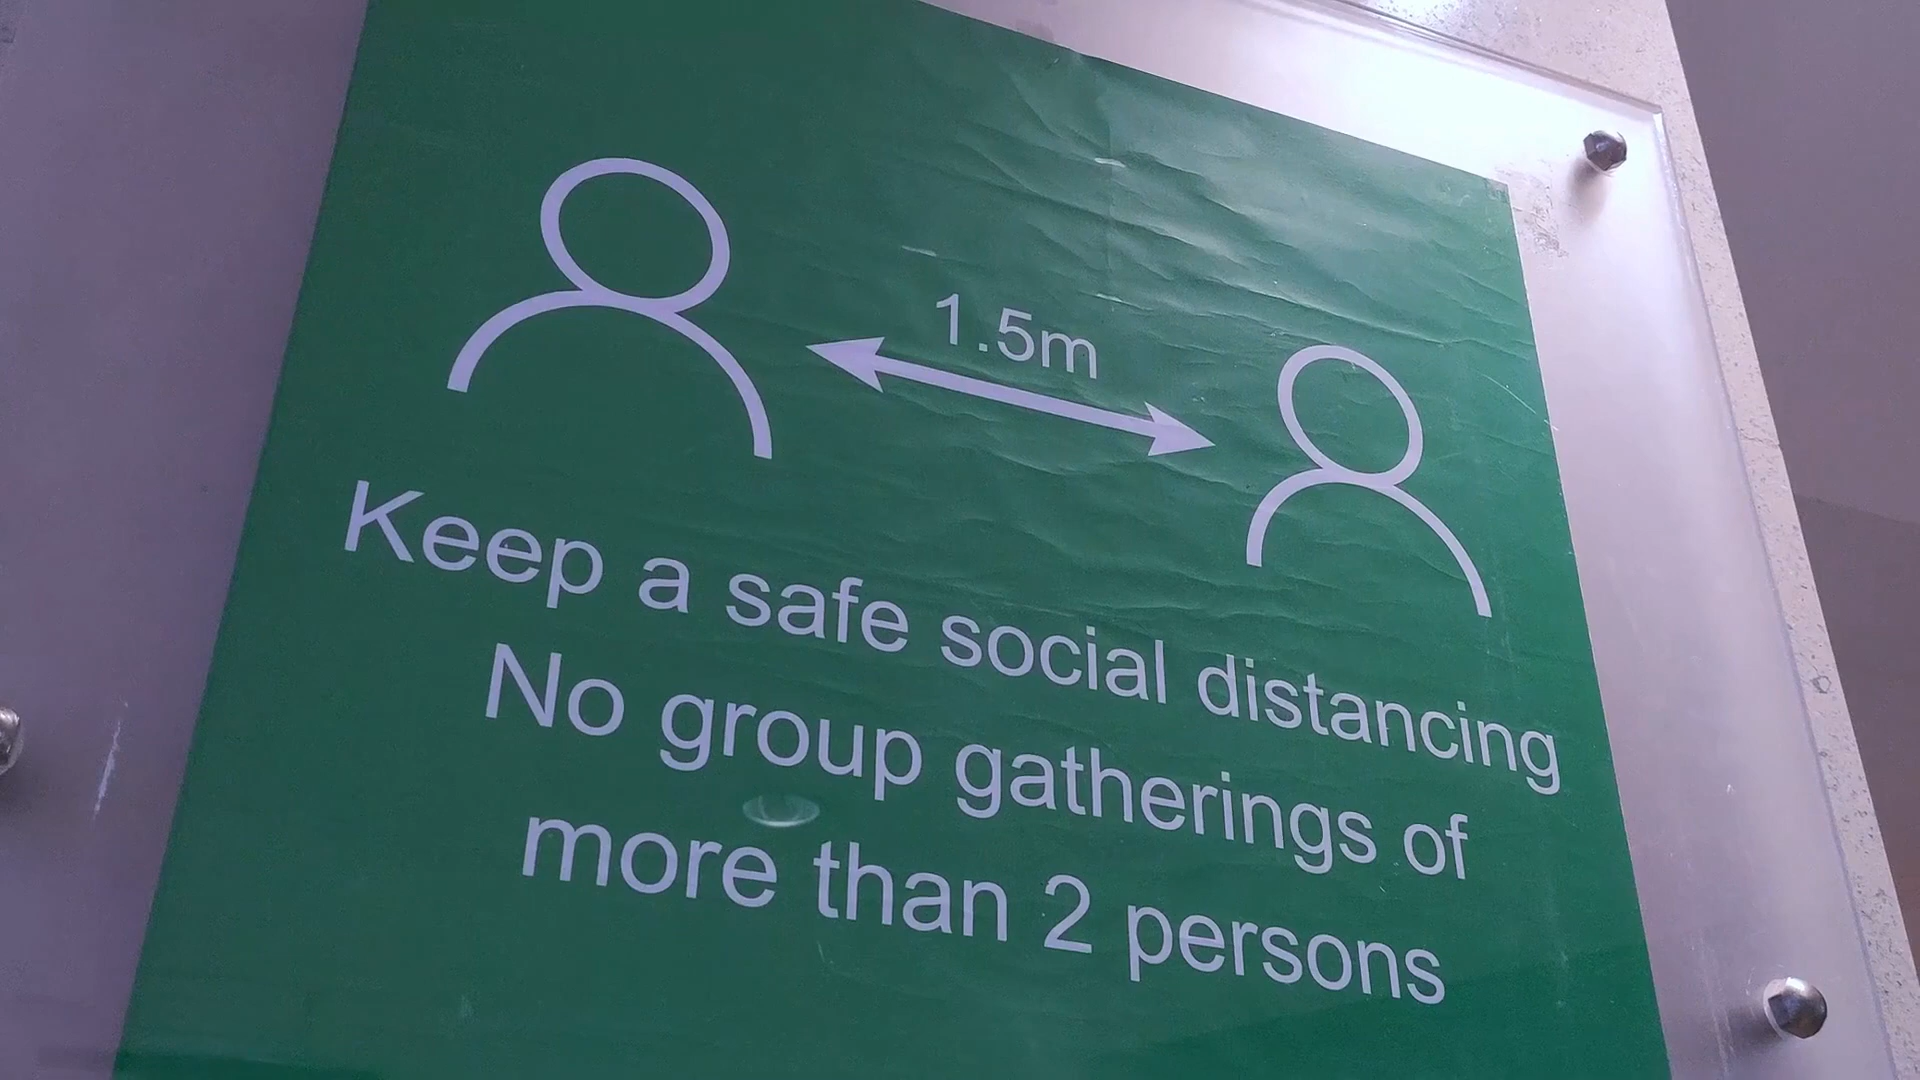 1.5m
Keep a safe social distancing
No group gatherings of
more than 2 persons